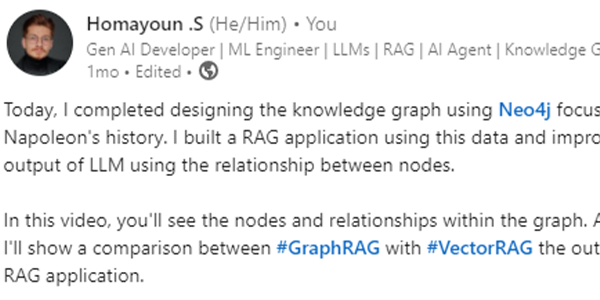 Homayoun .S (He/Him) • You
Gen AI Developer | ML Engineer | LLMs | RAG | AI Agent | Knowledge G
1mo • Edited •
Today, I completed designing the knowledge graph using Neo4j focus
Napoleon's history. I built a RAG application using this data and impro
output of LLM using the relationship between nodes.
In this video, you'll see the nodes and relationships within the graph. A
I'll show a comparison between #GraphRAG with #VectorRAG the out
RAG application.